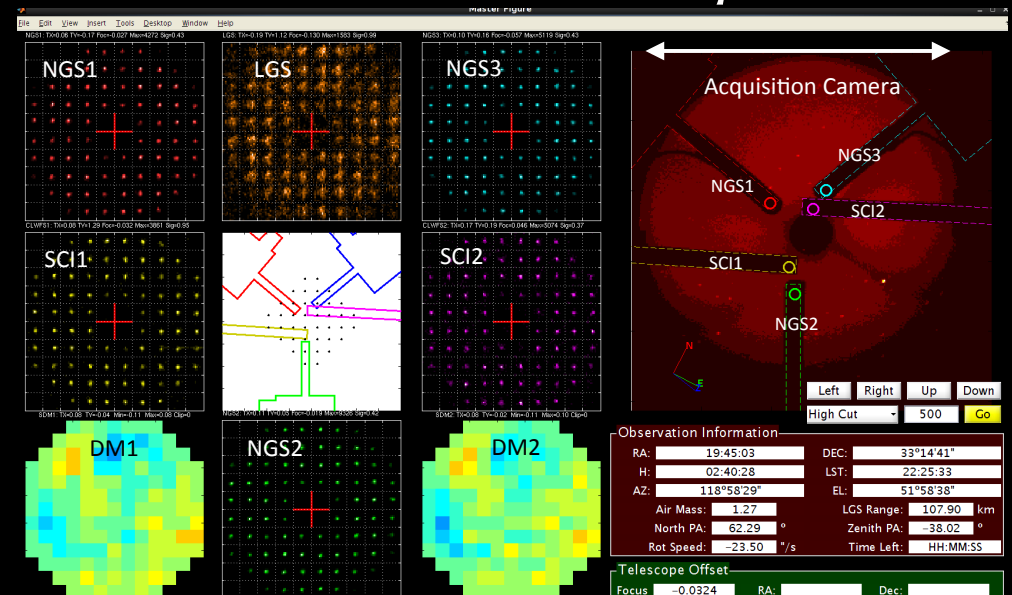 Master Figure
File Edit View Insert Tools Desktop Window Help
NGS1: TX=0.06 TY=-0.17 Foc=-0.027 Max=4272 Sig=0.43
LGS: TX=-0.19 TY=1.12 Foc=-0.130 Max=1583 Sig=0.99
NGS3: TX=0.10 TY=0.16 Foc=-0.057 Max=5119 Sig=0.43
NGS1
LGS
NGS3
Acquisition Camera
NGS3
NGS1
SCI2
SCI1
NGS2
N
E
CLWFS1: TX=0.08 TY=1.29 Foc=-0.032 Max=3861 Sig=0.95
CLWFS2: TX=0.17 TY=0.19 Foc=0.046 Max=5074 Sig=0.37
SCI1
SCI2
Left Right Up Down
High Cut 500 Go
SDM1: TX=0.08 TY=-0.04 Min=-0.11 Max=0.08 Clip=0
NGS2: TX=0.11 TY=0.05 Foc=-0.019 Max=9326 Sig=0.42
SDM2: TX=0.08 TY=-0.02 Min=-0.11 Max=0.10 Clip=0
DM1
NGS2
DM2
Observation Information
RA: 19:45:03 DEC: 33°14'41"
H: 02:40:28 LST: 22:25:33
AZ: 118°58'29" EL: 51°58'38"
Air Mass: 1.27 LGS Range: 107.90 km
North PA: 62.29 ° Zenith PA: -38.02 °
Rot Speed: -23.50 "/s Time Left: HH:MM:SS
Telescope Offset
Focus -0.0324 RA: Dec: